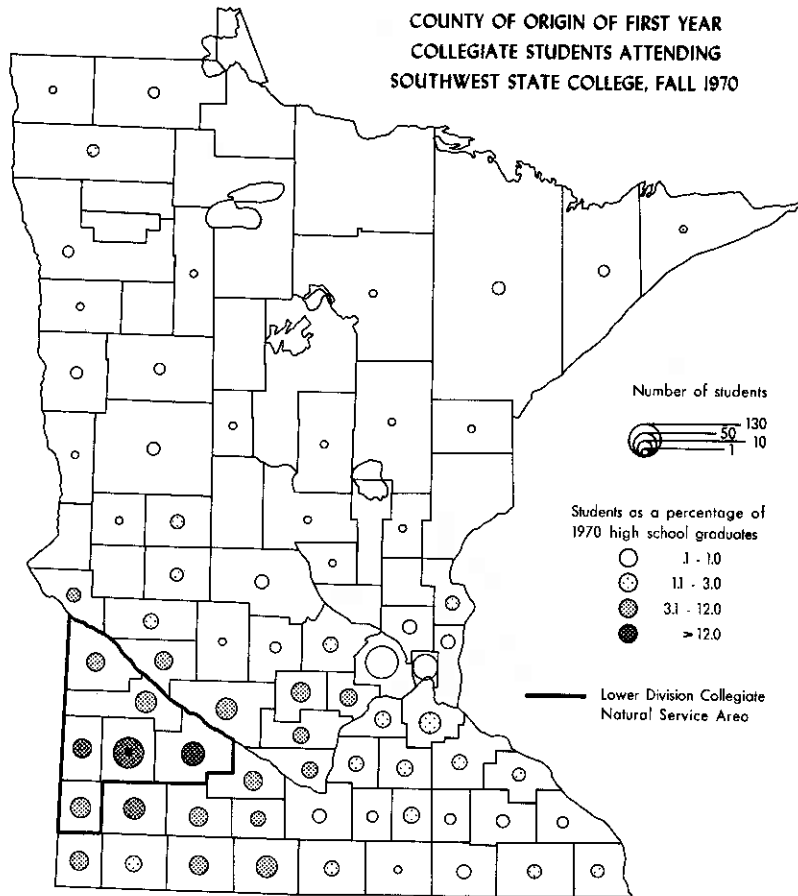 COUNTY OF ORIGIN OF FIRST YEAR
COLLEGIATE STUDENTS ATTENDING
SOUTHWEST STATE COLLEGE, FALL 1970
Number of students
130
50
10
1
Students as a percentage of
1970 high school graduates
.1 - 1.0
1.1 - 3.0
3.1 - 12.0
> 12.0
Lower Division Collegiate
Natural Service Area